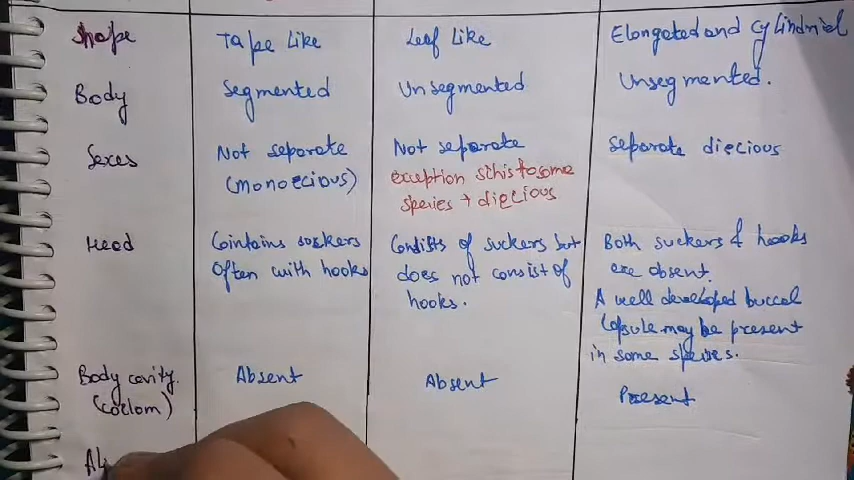 Shape
Tape Like
Leaf Like
Elongated and cylindrical
Body
Segmented
Unsegmented
Unsegmented.
Sexes
Not separate
(monoecious)
Not separate
exception schistosome
species → diecious
Separate diecious
Head
Contains suckers
Often with hooks
Consists of suckers but
does not consist of
hooks.
Both suckers & hooks
are absent.
A well developed buccal
Capsule may be present
in some species.
Body cavity.
(coelom)
Absent
Absent
Present